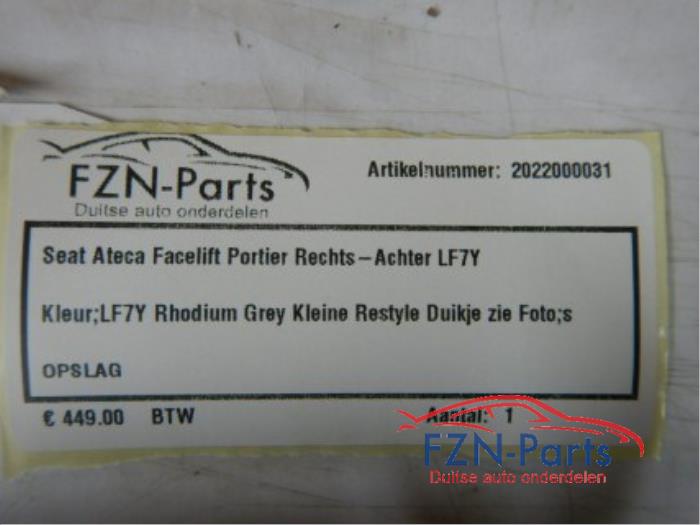 FZN-Parts
Duitse auto onderdelen
Artikelnummer: 2022000031
Seat Ateca Facelift Portier Rechts-Achter LF7Y
Kleur;LF7Y Rhodium Grey Kleine Restyle Duikje zie Foto;s
OPSLAG
€ 449.00 BTW
Aantal: 1
FZN-Parts
Duitse auto onderdelen